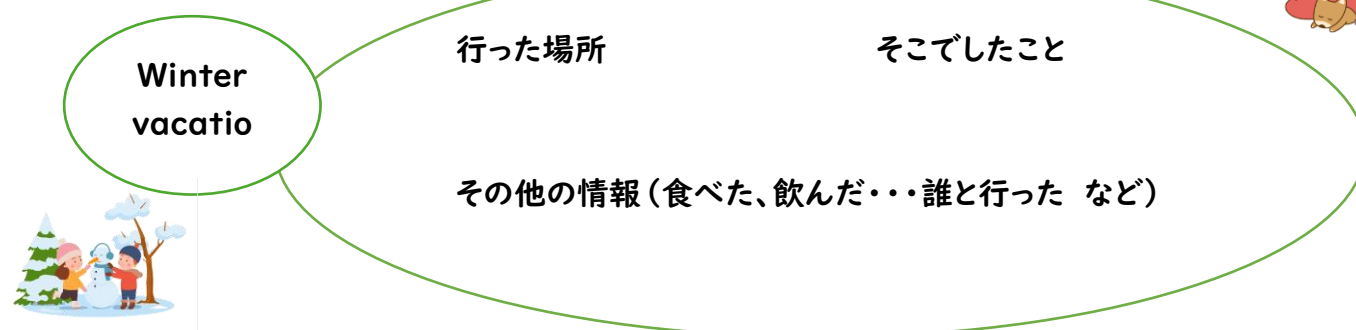 Winter
vacatio
行った場所
そこでしたこと
その他の情報（食べた、飲んだ・・・誰と行った　など）